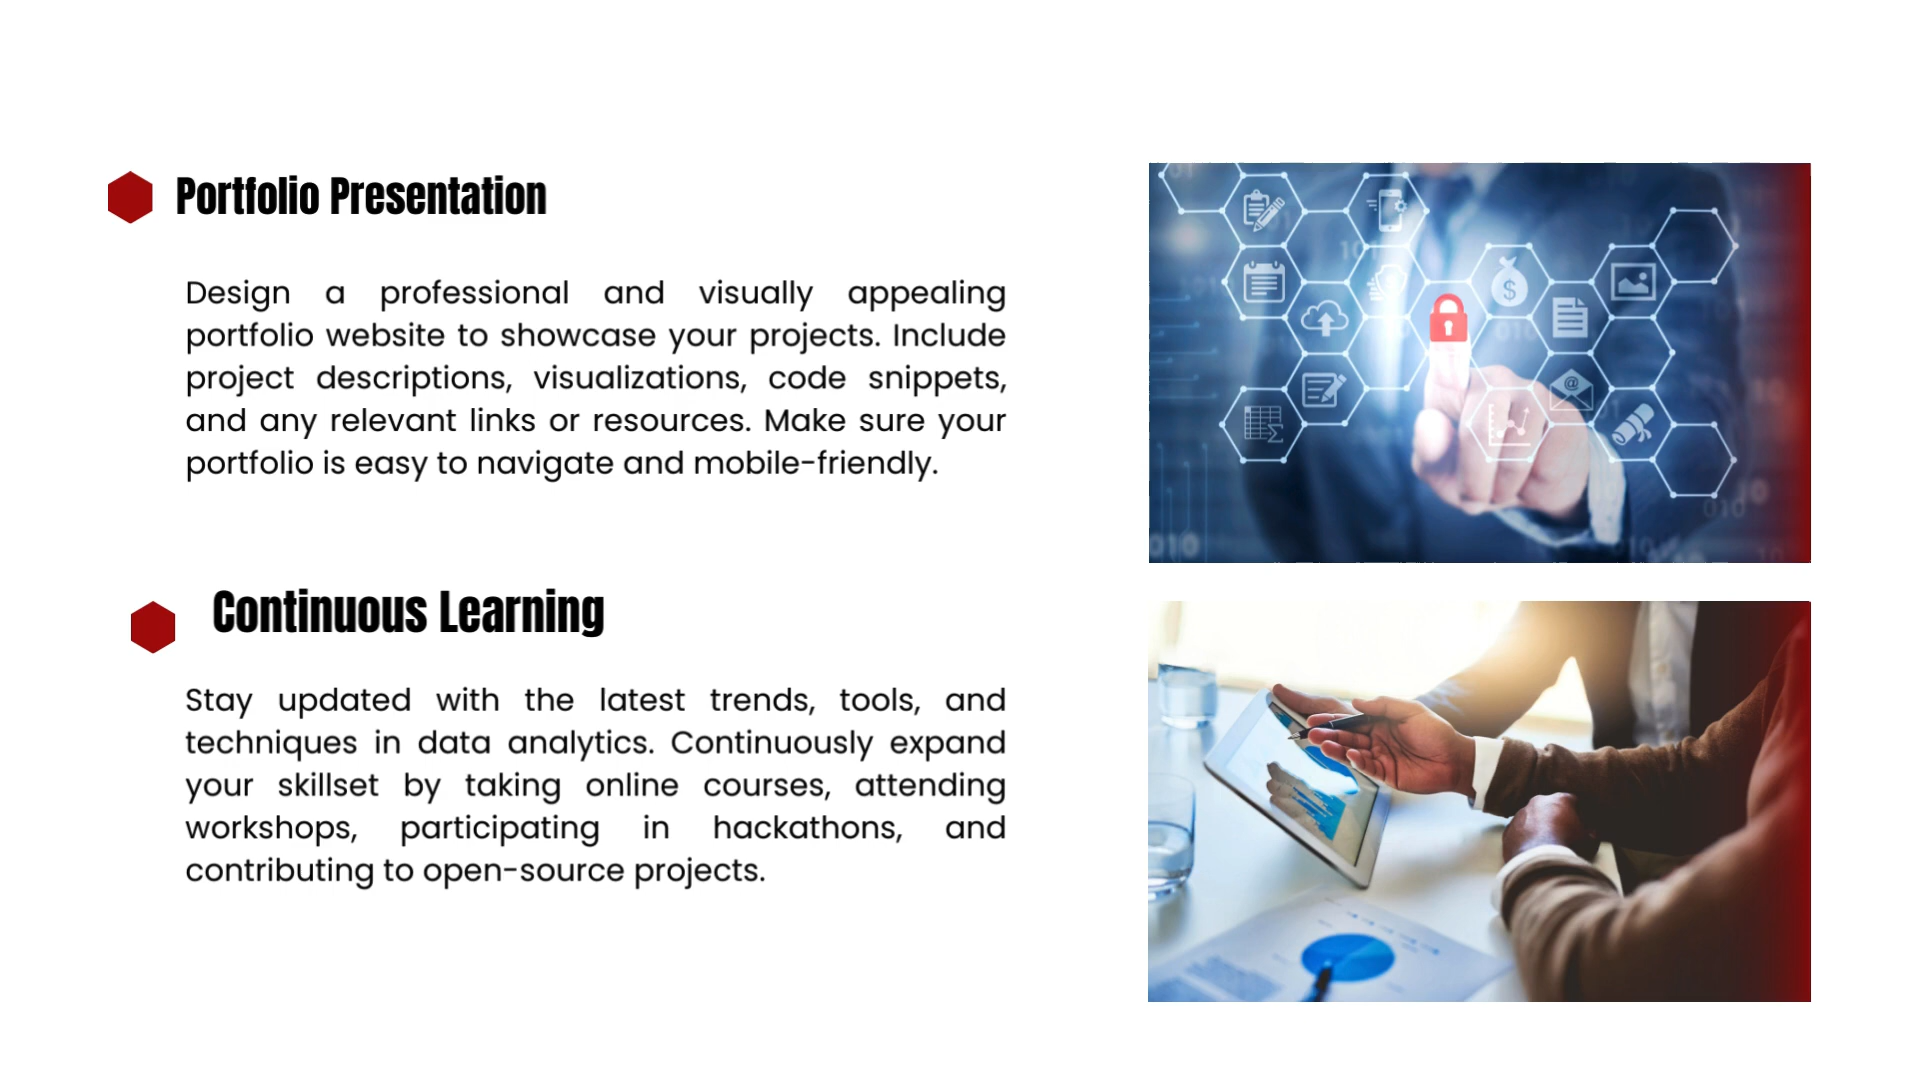 Portfolio Presentation
Design a professional and visually appealing
portfolio website to showcase your projects. Include
project descriptions, visualizations, code snippets,
and any relevant links or resources. Make sure your
portfolio is easy to navigate and mobile-friendly.
Continuous Learning
Stay updated with the latest trends, tools, and
techniques in data analytics. Continuously expand
your skillset by taking online courses, attending
workshops, participating in hackathons, and
contributing to open-source projects.